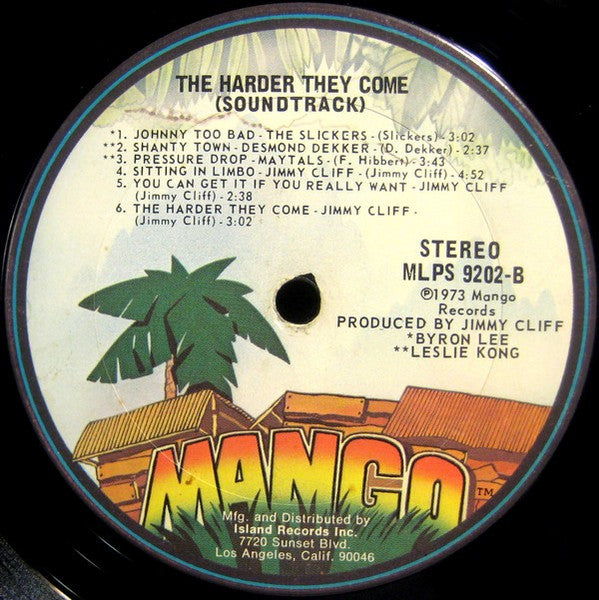 THE HARDER THEY COME
(SOUNDTRACK)
*1. JOHNNY TOO BAD - THE SLICKERS - (Slickers) - 3:02
**2. SHANTY TOWN - DESMOND DEKKER - (D. Dekker) - 2:37
**3. PRESSURE DROP - MAYTALS - (F. Hibbert) - 3:43
4. SITTING IN LIMBO - JIMMY CLIFF - (Jimmy Cliff) - 4:52
5. YOU CAN GET IT IF YOU REALLY WANT - JIMMY CLIFF
(Jimmy Cliff) - 2:38
6. THE HARDER THEY COME - JIMMY CLIFF -
(Jimmy Cliff) - 3:02
STEREO
MLPS 9202-B
℗1973 Mango
Records
PRODUCED BY JIMMY CLIFF
*BYRON LEE
**LESLIE KONG
MANGO
TM
Mfg. and Distributed by
Island Records Inc.
7720 Sunset Blvd.
Los Angeles, Calif. 90046